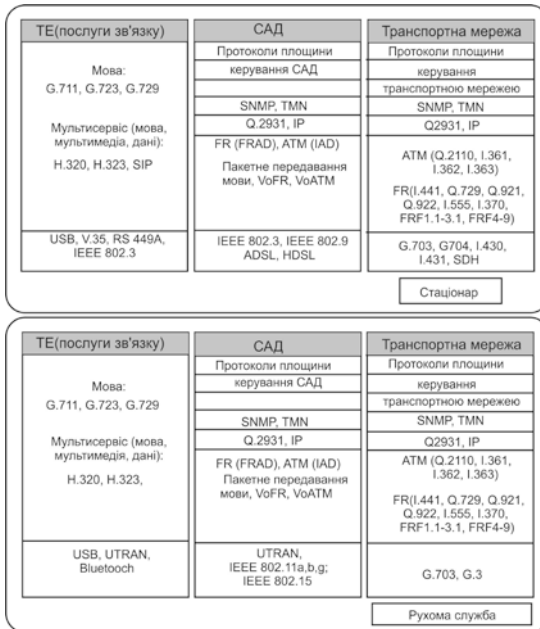 ТЕ(послуги зв'язку)
Мова:
G.711, G.723, G.729
Мультисервіс (мова,
мультимедіа, дані):
H.320, H.323, SIP
USB, V.35, RS 449A,
IEEE 802.3
САД
Протоколи площини
керування САД
SNMP, TMN
Q.2931, IP
FR (FRAD), ATM (IAD)
Пакетне передавання
мови, VoFR, VoATM
IEEE 802.3, IEEE 802.9
ADSL, HDSL
Транспортна мережа
Протоколи площини
керування
транспортною мережею
SNMP, TMN
Q2931, IP
ATM (Q.2110, I.361,
I.362, I.363)
FR(I.441, Q.729, Q.921,
Q.922, I.555, I.370,
FRF1.1-3.1, FRF4-9)
G.703, G704, I.430,
I.431, SDH
Стаціонар
ТЕ(послуги зв'язку)
Мова:
G.711, G.723, G.729
Мультисервіс (мова,
мультимедія, дані):
H.320, H.323,
USB, UTRAN,
Bluetooch
САД
Протоколи площини
керування САД
SNMP, TMN
Q.2931, IP
FR (FRAD), ATM (IAD)
Пакетне передавання
мови, VoFR, VoATM
UTRAN,
IEEE 802.11a,b,g;
IEEE 802.15
Транспортна мережа
Протоколи площини
керування
транспортною мережею
SNMP, TMN
Q2931, IP
ATM (Q.2110, I.361,
I.362, I.363)
FR(I.441, Q.729, Q.921,
Q.922, I.555, I.370,
FRF1.1-3.1, FRF4-9)
G.703, G.3
Рухома служба